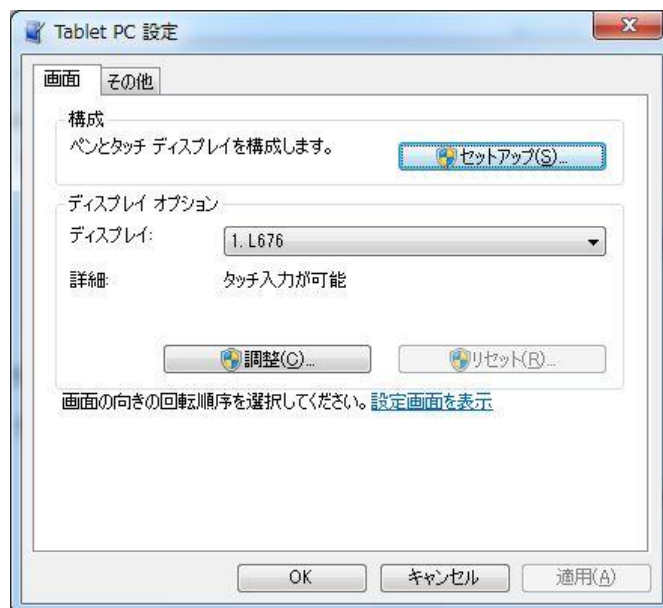 Tablet PC 設定
画面 その他
構成
ペンとタッチ ディスプレイを構成します。 セットアップ(S)...
ディスプレイ オプション
ディスプレイ: 1. L676
詳細: タッチ入力が可能
調整(C)... リセット(R)...
画面の向きの回転順序を選択してください。設定画面を表示
OK キャンセル 適用(A)